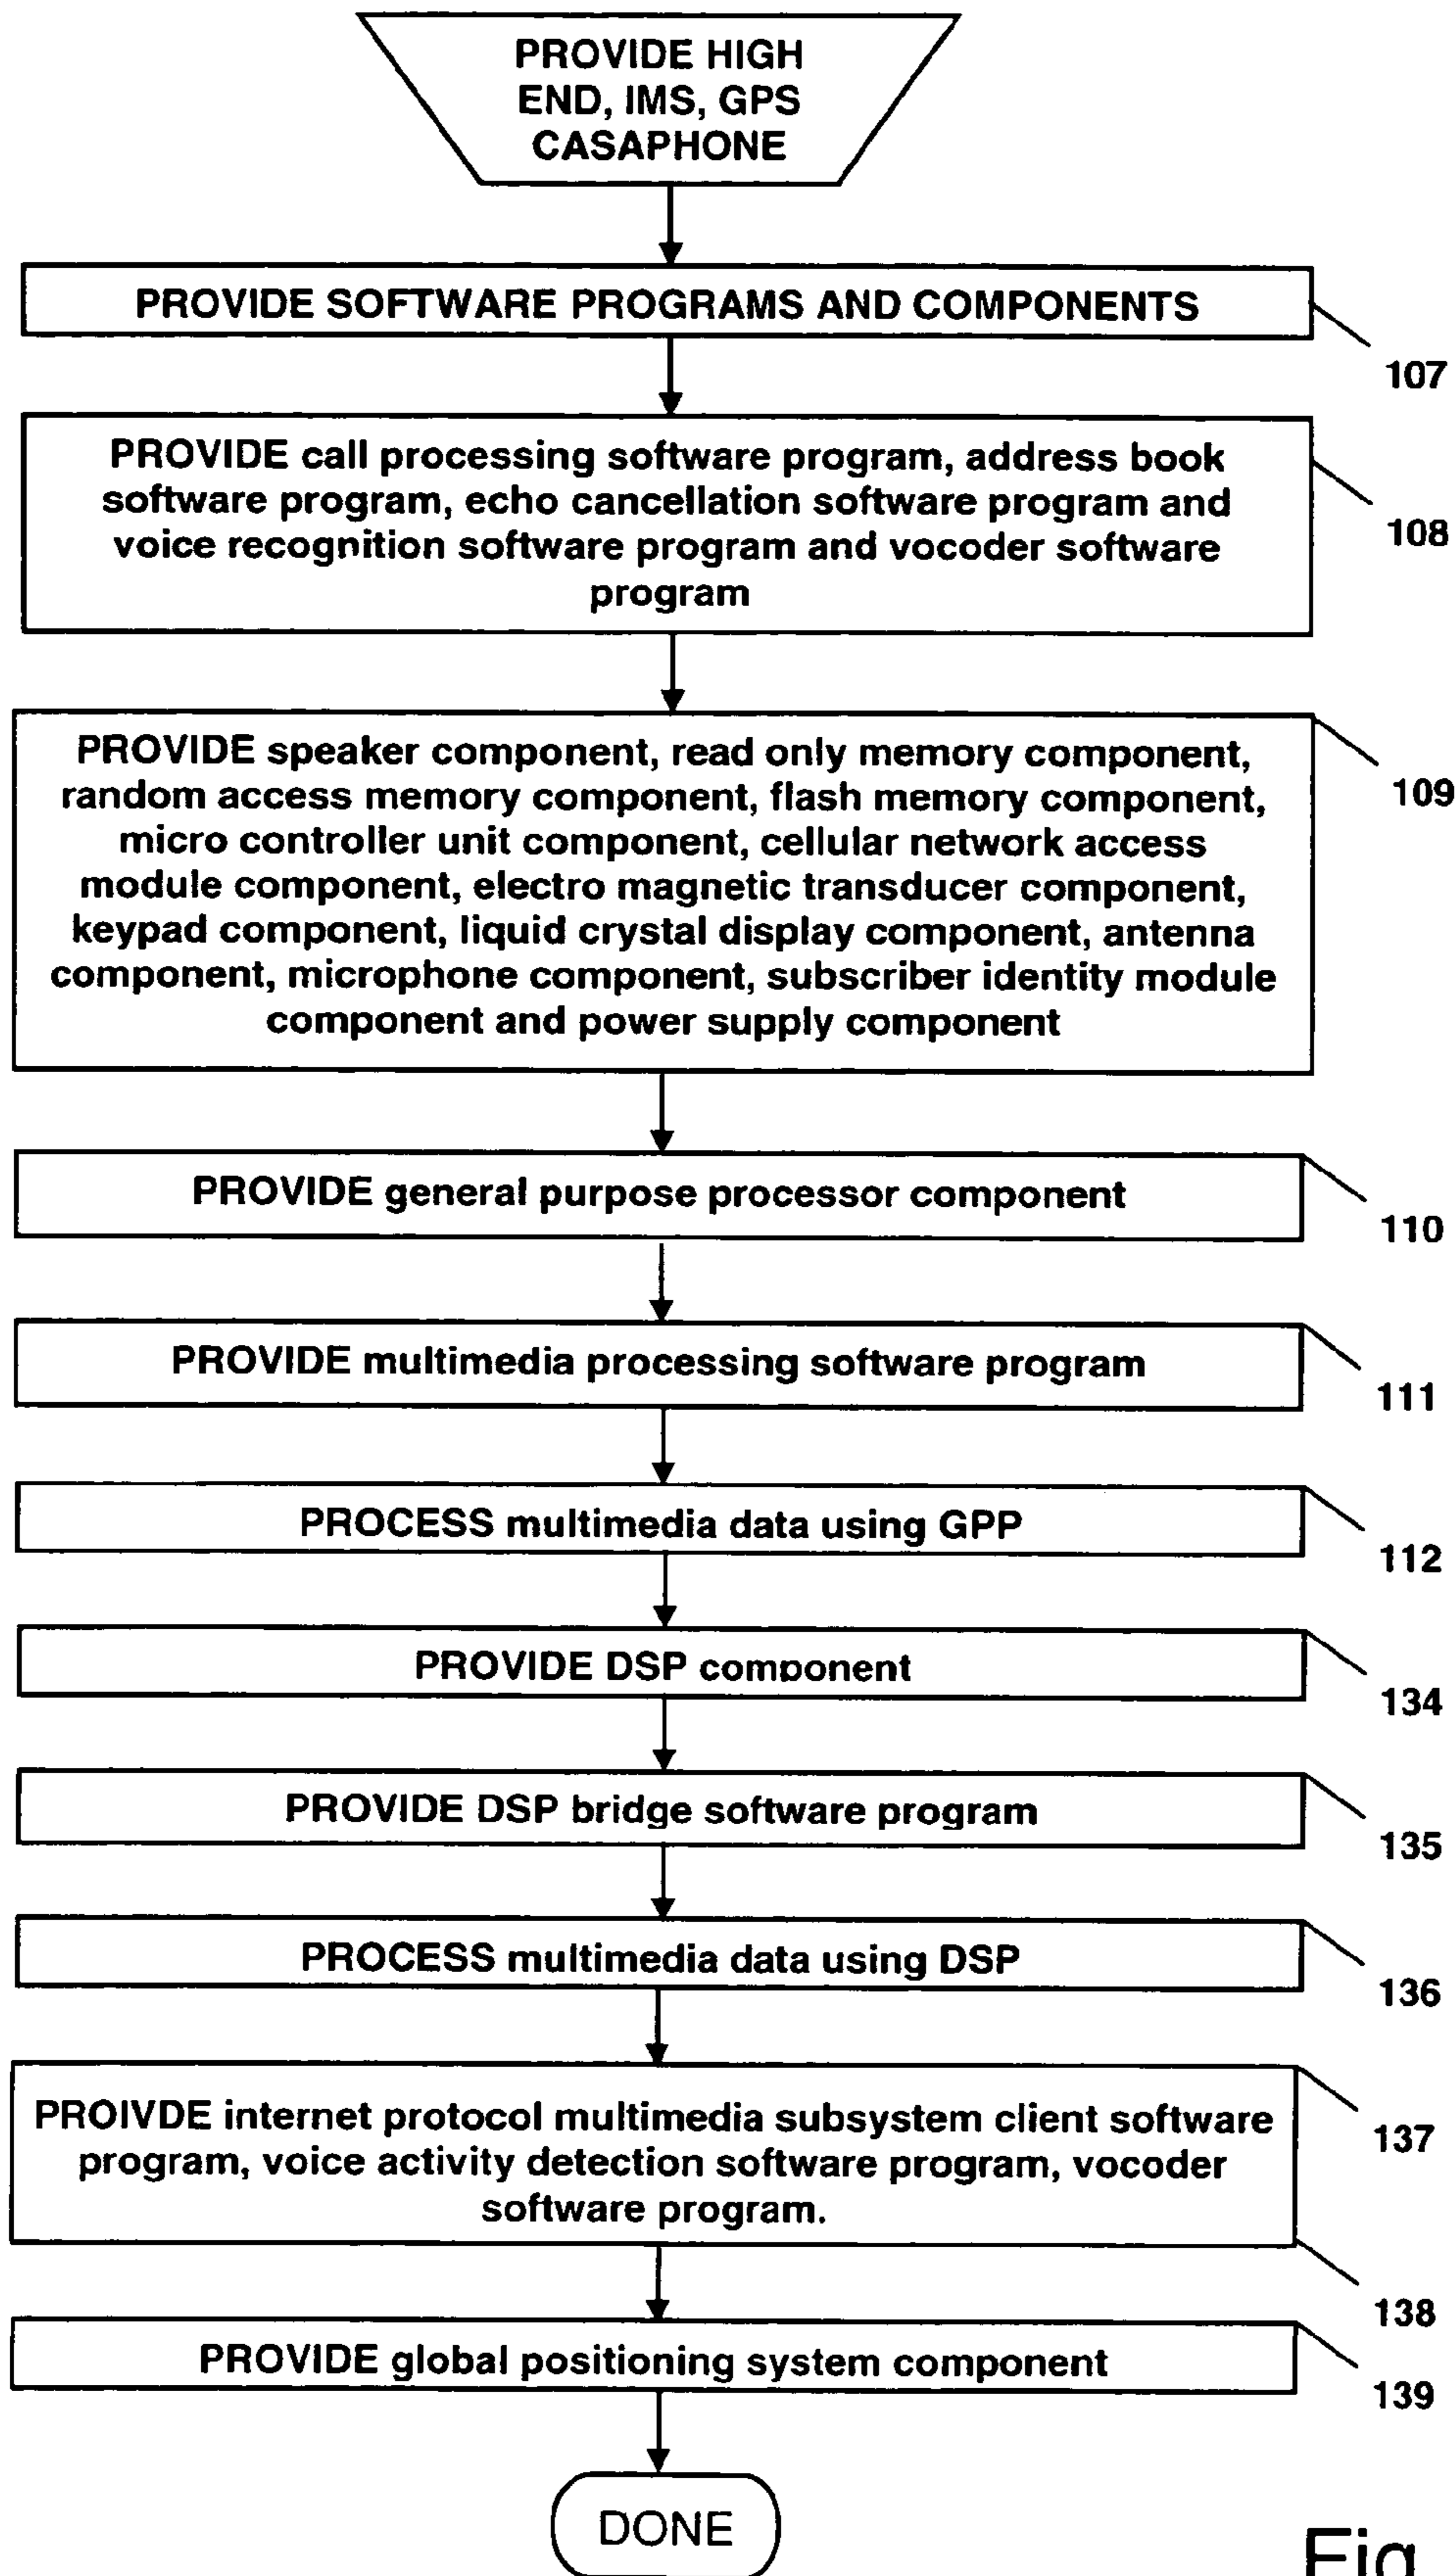 PROVIDE HIGH
END, IMS, GPS
CASAPHONE
PROVIDE SOFTWARE PROGRAMS AND COMPONENTS
107
PROVIDE call processing software program, address book
software program, echo cancellation software program and
voice recognition software program and vocoder software
program
108
PROVIDE speaker component, read only memory component,
random access memory component, flash memory component,
micro controller unit component, cellular network access
module component, electro magnetic transducer component,
keypad component, liquid crystal display component, antenna
component, microphone component, subscriber identity module
component and power supply component
109
PROVIDE general purpose processor component
110
PROVIDE multimedia processing software program
111
PROCESS multimedia data using GPP
112
PROVIDE DSP component
134
PROVIDE DSP bridge software program
135
PROCESS multimedia data using DSP
136
PROIVDE internet protocol multimedia subsystem client software
program, voice activity detection software program, vocoder
software program.
137
138
PROVIDE global positioning system component
139
DONE
Fig